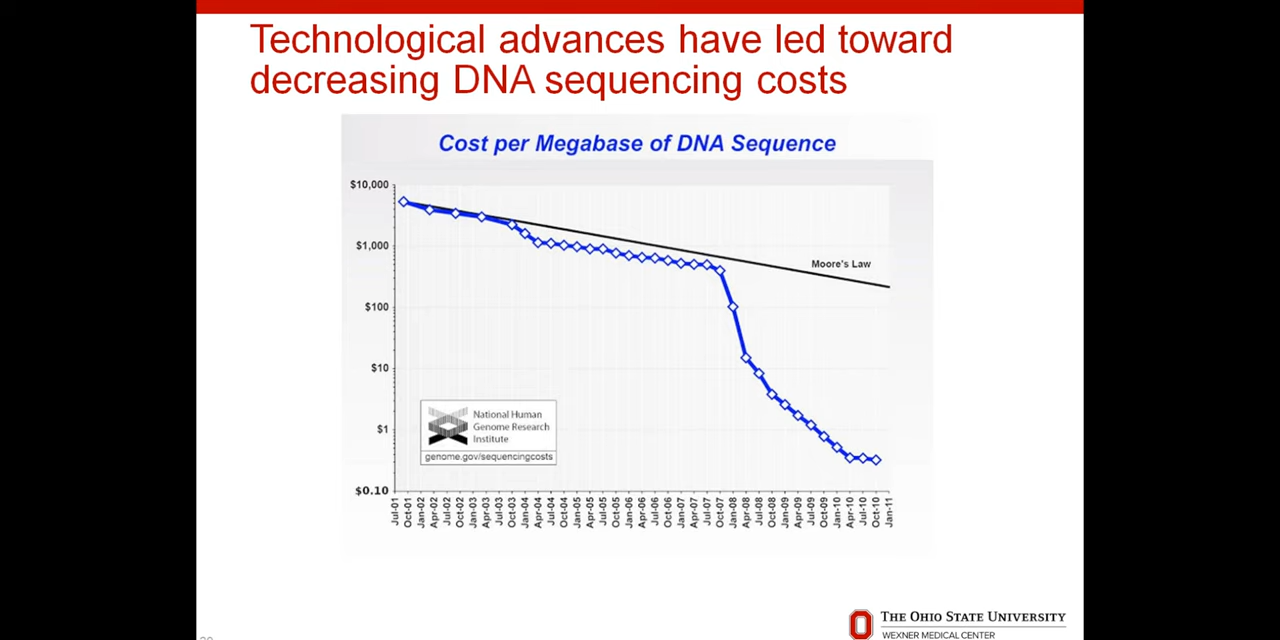 Technological advances have led toward
decreasing DNA sequencing costs
Cost per Megabase of DNA Sequence
$10,000
$1,000
$100
$10
$1
$0.10
Moore's Law
National Human
Genome Research
Institute
genome.gov/sequencingcosts
Jul-01
Oct-01
Jan-02
Apr-02
Jul-02
Oct-02
Jan-03
Apr-03
Jul-03
Oct-03
Jan-04
Apr-04
Jul-04
Oct-04
Jan-05
Apr-05
Jul-05
Oct-05
Jan-06
Apr-06
Jul-06
Oct-06
Jan-07
Apr-07
Jul-07
Oct-07
Jan-08
Apr-08
Jul-08
Oct-08
Jan-09
Apr-09
Jul-09
Oct-09
Jan-10
Apr-10
Jul-10
Oct-10
Jan-11
THE OHIO STATE UNIVERSITY
WEXNER MEDICAL CENTER